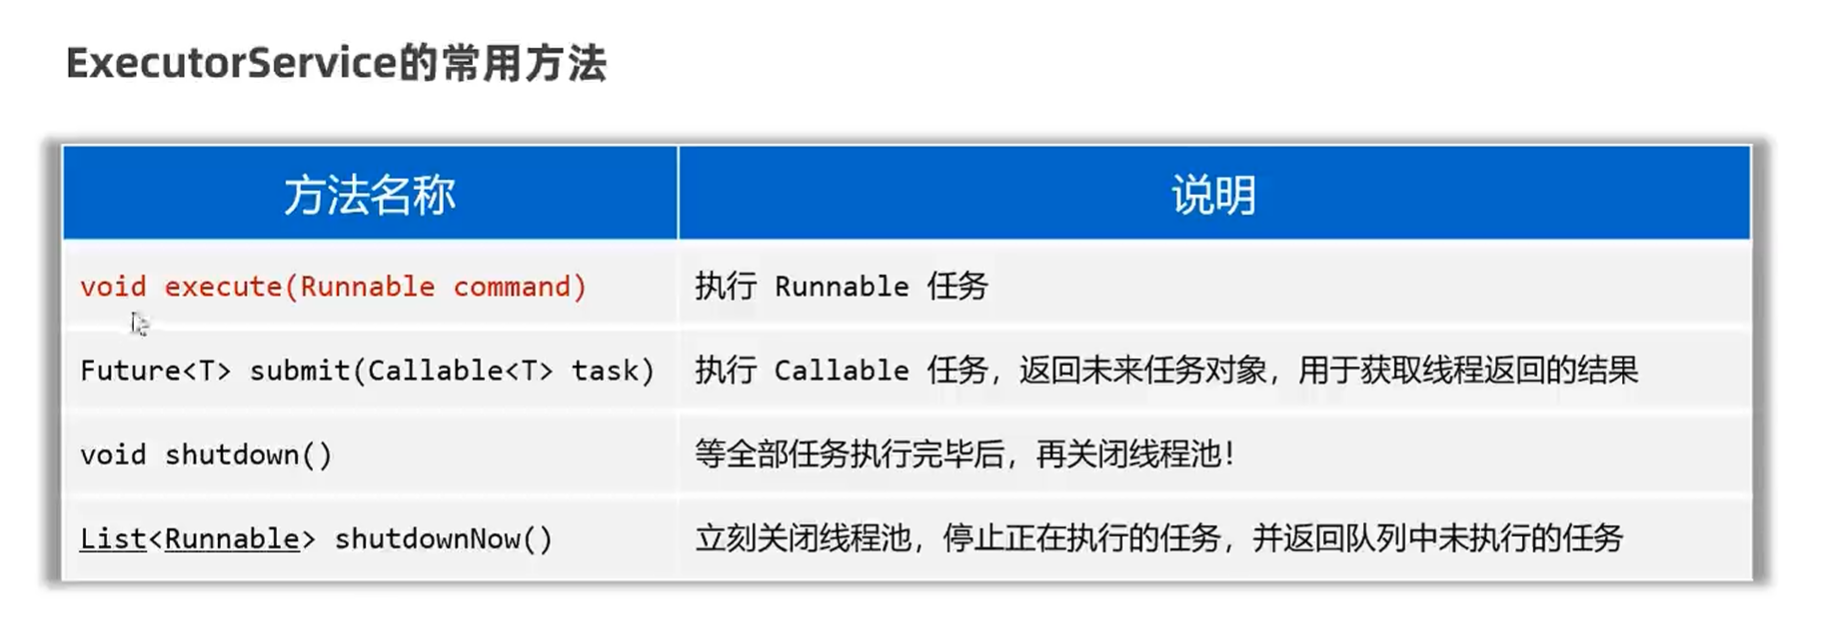 ExecutorService的常用方法
方法名称 说明
void execute(Runnable command) 执行 Runnable 任务
Future<T> submit(Callable<T> task) 执行 Callable 任务，返回未来任务对象，用于获取线程返回的结果
void shutdown() 等全部任务执行完毕后，再关闭线程池！
List<Runnable> shutdownNow() 立刻关闭线程池，停止正在执行的任务，并返回队列中未执行的任务